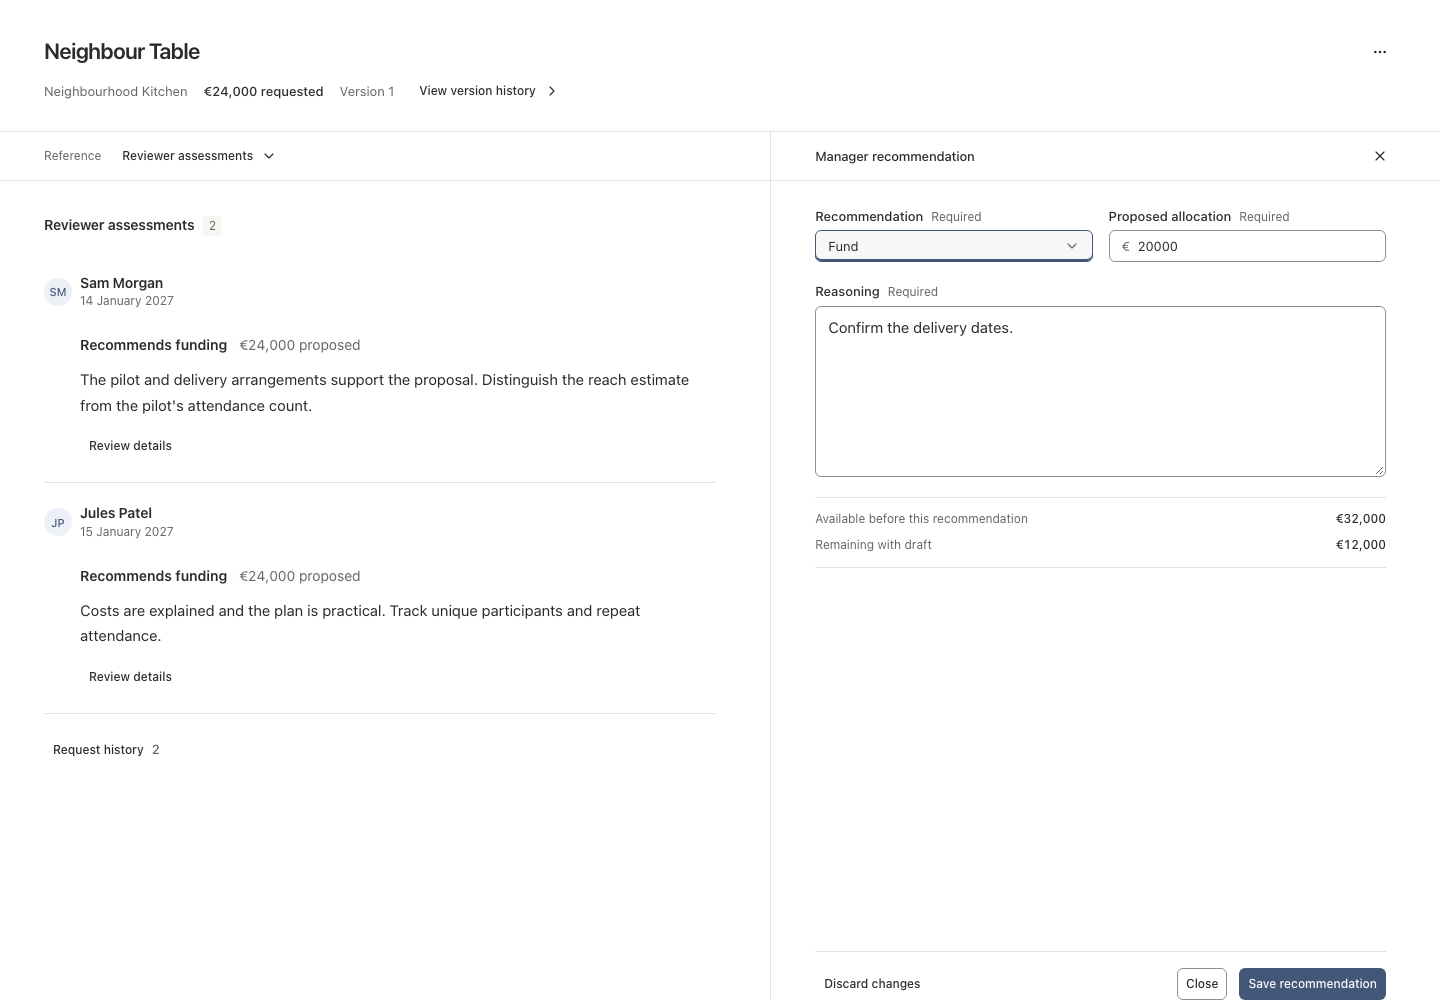 Neighbour Table
Neighbourhood Kitchen €24,000 requested Version 1 View version history
Reference Reviewer assessments
Reviewer assessments 2
SM Sam Morgan
14 January 2027
Recommends funding €24,000 proposed
The pilot and delivery arrangements support the proposal. Distinguish the reach estimate
from the pilot's attendance count.
Review details
JP Jules Patel
15 January 2027
Recommends funding €24,000 proposed
Costs are explained and the plan is practical. Track unique participants and repeat
attendance.
Review details
Request history 2
Manager recommendation
Recommendation Required Proposed allocation Required
Fund € 20000
Reasoning Required
Confirm the delivery dates.
Available before this recommendation €32,000
Remaining with draft €12,000
Discard changes Close Save recommendation